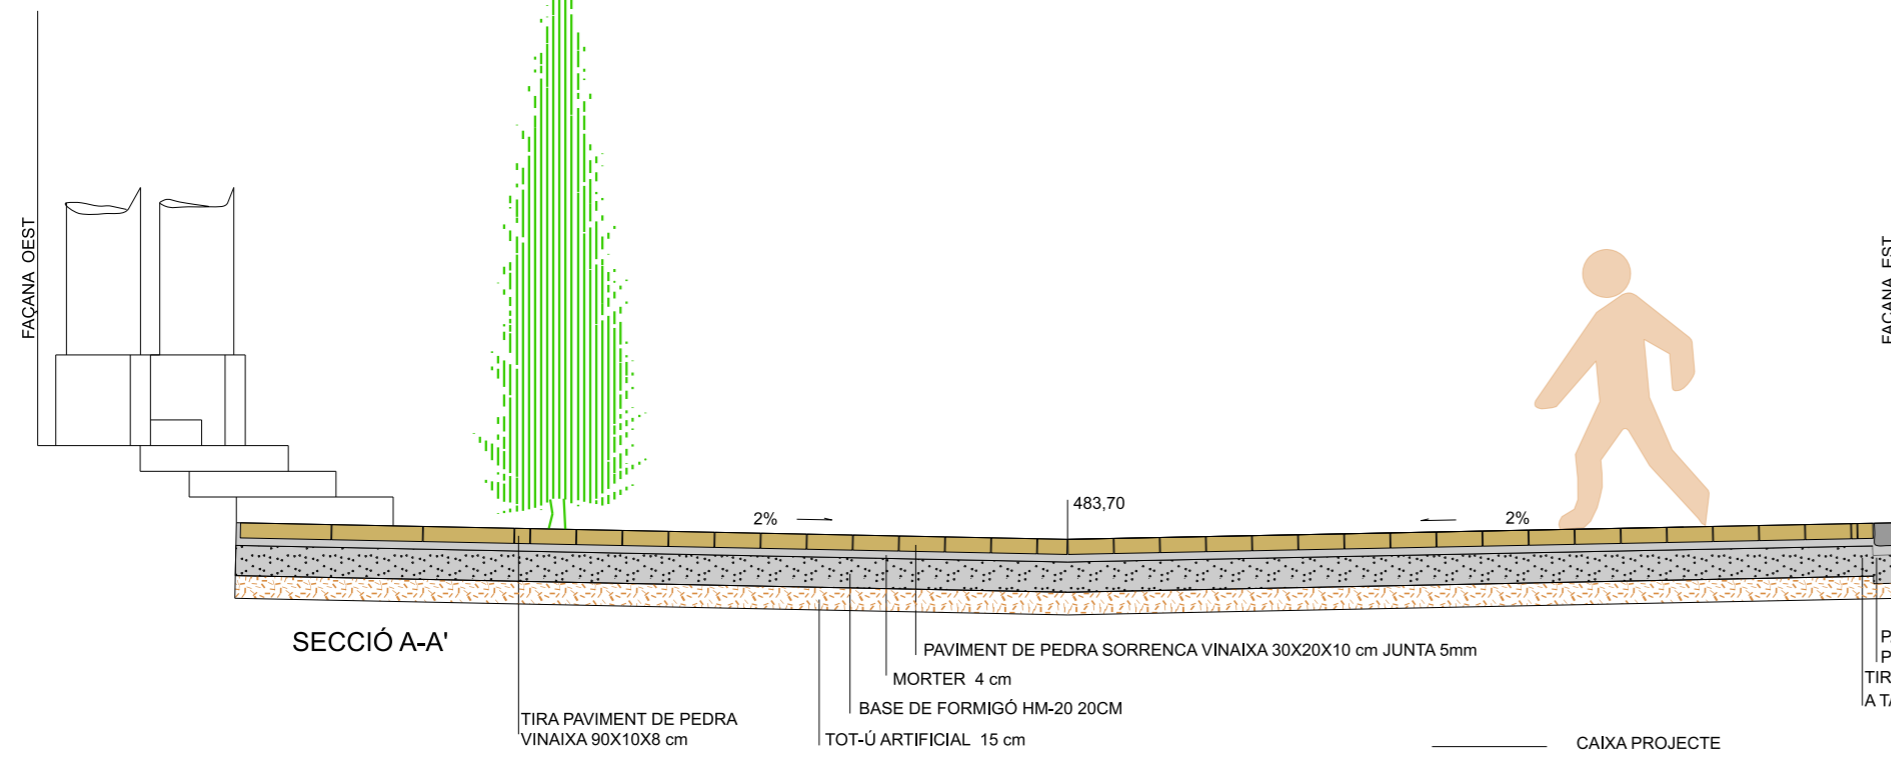 FAÇANA OEST
FAÇANA EST
483,70
2%
2%
SECCIÓ A-A'
PAVIMENT DE PEDRA SORRENCA VINAIXA 30X20X10 cm JUNTA 5mm
MORTER 4 cm
BASE DE FORMIGÓ HM-20 20CM
TIRA PAVIMENT DE PEDRA
VINAIXA 90X10X8 cm
TOT-Ú ARTIFICIAL 15 cm
CAIXA PROJECTE